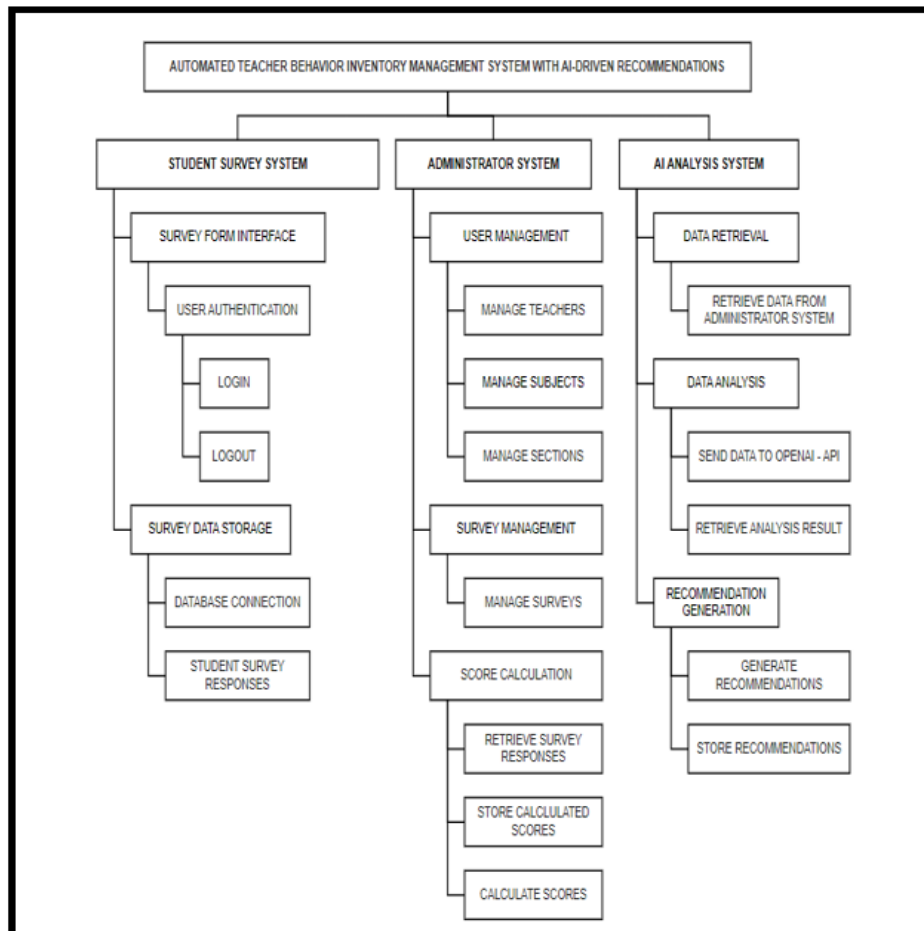 AUTOMATED TEACHER BEHAVIOR INVENTORY MANAGEMENT SYSTEM WITH AI-DRIVEN RECOMMENDATIONS
STUDENT SURVEY SYSTEM
SURVEY FORM INTERFACE
USER AUTHENTICATION
LOGIN
LOGOUT
SURVEY DATA STORAGE
DATABASE CONNECTION
STUDENT SURVEY
RESPONSES
ADMINISTRATOR SYSTEM
USER MANAGEMENT
MANAGE TEACHERS
MANAGE SUBJECTS
MANAGE SECTIONS
SURVEY MANAGEMENT
MANAGE SURVEYS
SCORE CALCULATION
RETRIEVE SURVEY
RESPONSES
STORE CALCLULATED
SCORES
CALCULATE SCORES
AI ANALYSIS SYSTEM
DATA RETRIEVAL
RETRIEVE DATA FROM
ADMINISTRATOR SYSTEM
DATA ANALYSIS
SEND DATA TO OPENAI - API
RETRIEVE ANALYSIS RESULT
RECOMMENDATION
GENERATION
GENERATE
RECOMMENDATIONS
STORE RECOMMENDATIONS